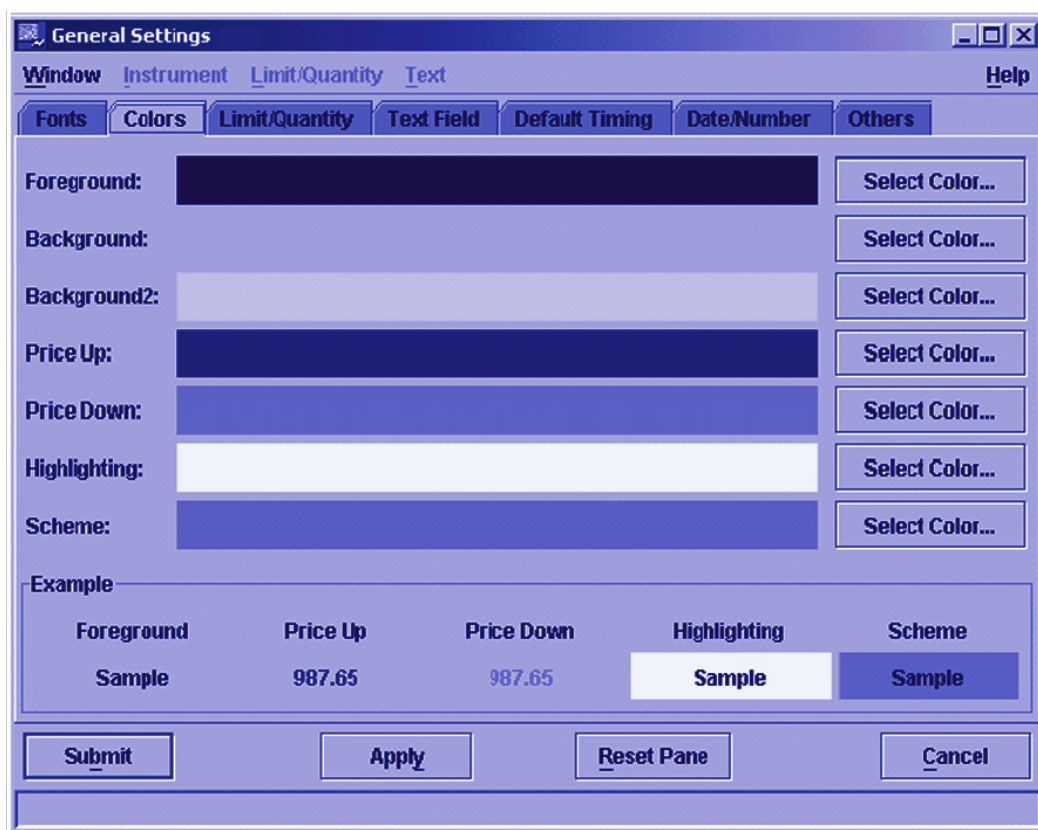 General Settings
Window Instrument Limit/Quantity Text Help
Fonts Colors Limit/Quantity Text Field Default Timing Date/Number Others
Foreground: Select Color...
Background: Select Color...
Background2: Select Color...
Price Up: Select Color...
Price Down: Select Color...
Highlighting: Select Color...
Scheme: Select Color...
Example
Foreground Price Up Price Down Highlighting Scheme
Sample 987.65 987.65 Sample Sample
Submit Apply Reset Pane Cancel